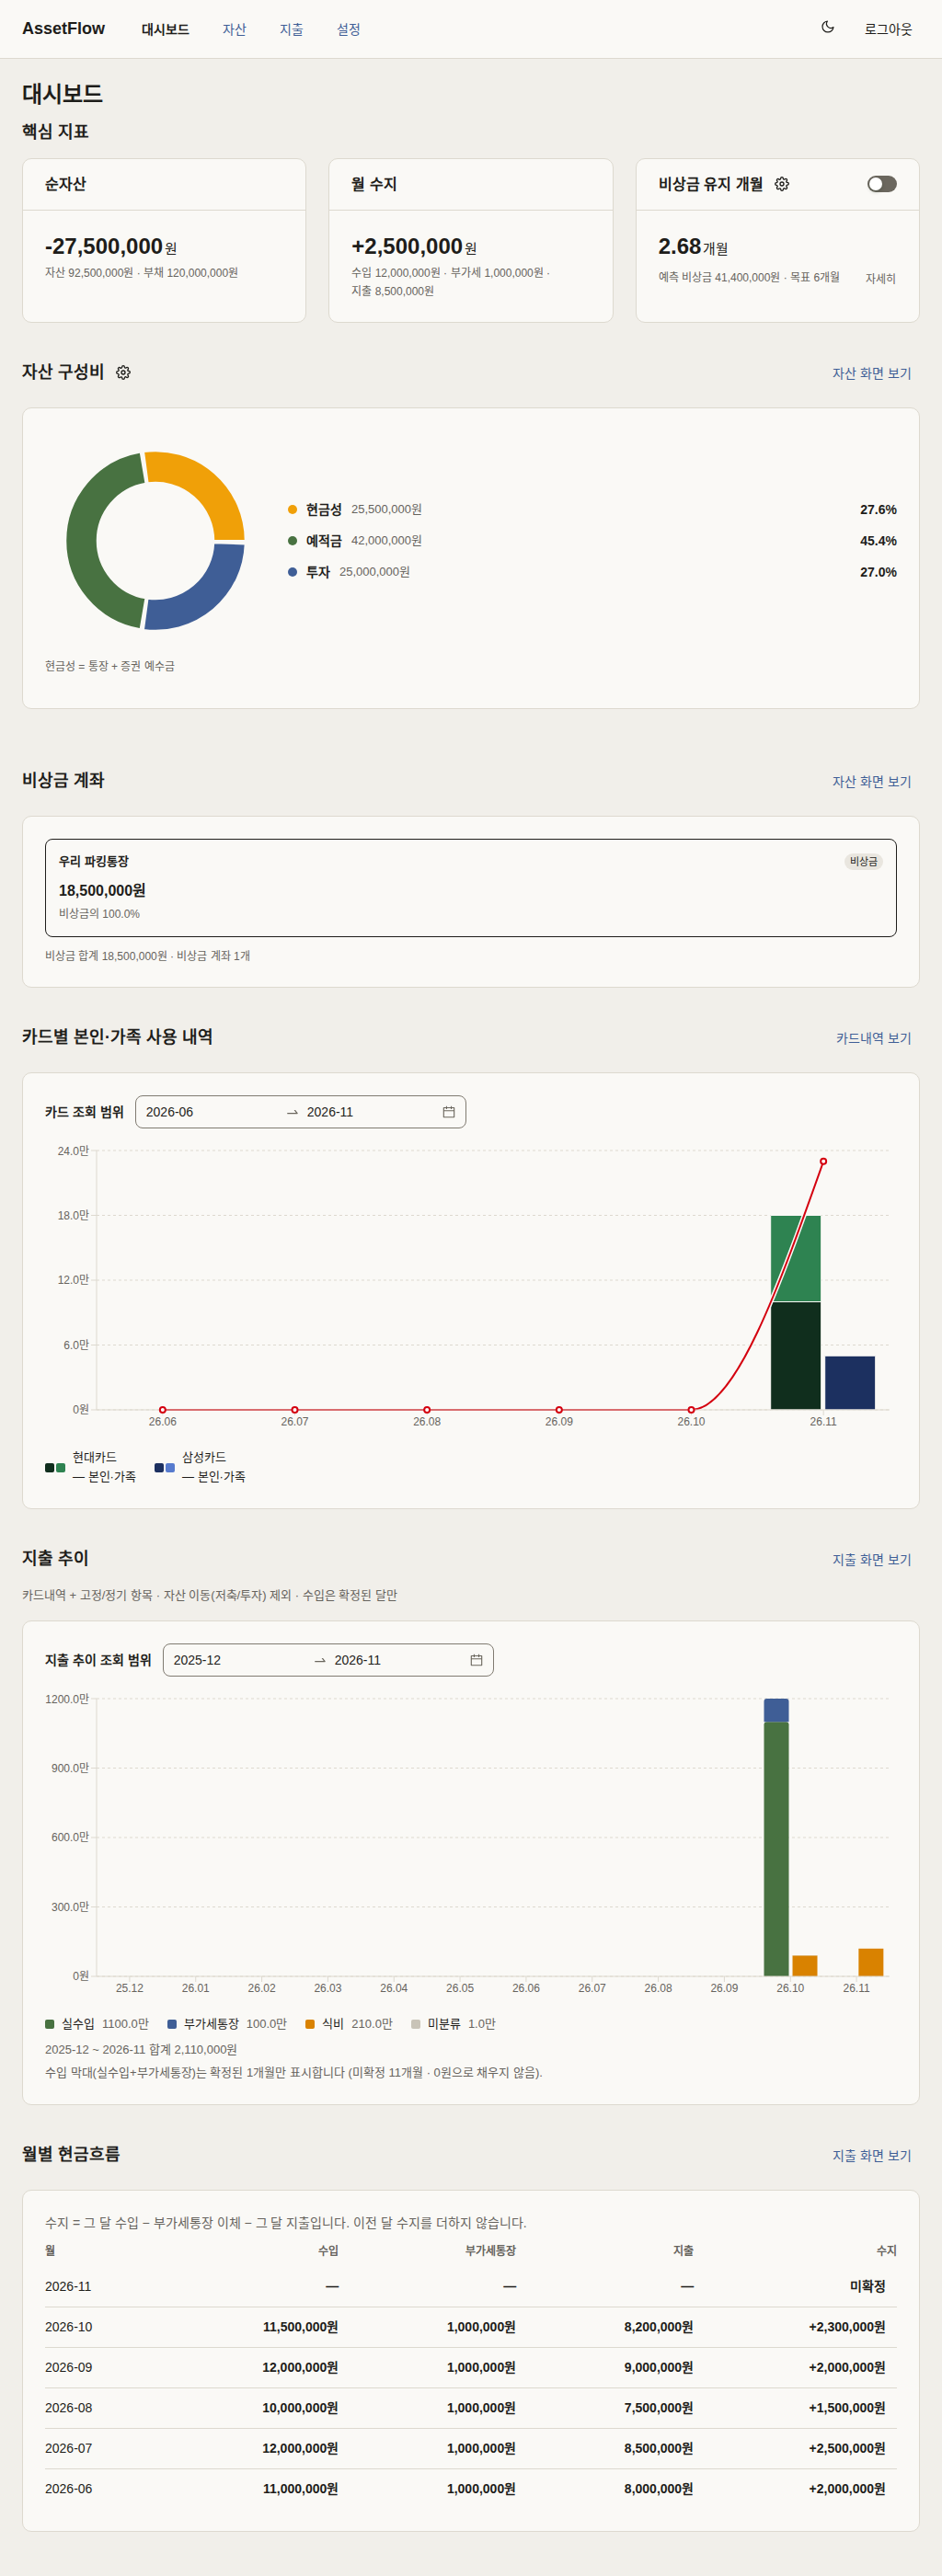 AssetFlow 대시보드 자산 지출 설정 로그아웃
대시보드
핵심 지표
순자산 월 수지 비상금 유지 개월
-27,500,000원 +2,500,000원 2.68개월
자산 92,500,000원 · 부채 120,000,000원 수입 12,000,000원 · 부가세 1,000,000원 · 예측 비상금 41,400,000원 · 목표 6개월 자세히
지출 8,500,000원
자산 구성비 자산 화면 보기
현금성 25,500,000원 27.6%
예적금 42,000,000원 45.4%
투자 25,000,000원 27.0%
현금성 = 통장 + 증권 예수금
비상금 계좌 자산 화면 보기
우리 파킹통장 비상금
18,500,000원
비상금의 100.0%
비상금 합계 18,500,000원 · 비상금 계좌 1개
카드별 본인·가족 사용 내역 카드내역 보기
카드 조회 범위 2026-06 → 2026-11
24.0만
18.0만
12.0만
6.0만
0원
26.06 26.07 26.08 26.09 26.10 26.11
현대카드 삼성카드
— 본인·가족 — 본인·가족
지출 추이 지출 화면 보기
카드내역 + 고정/정기 항목 · 자산 이동(저축/투자) 제외 · 수입은 확정된 달만
지출 추이 조회 범위 2025-12 → 2026-11
1200.0만
900.0만
600.0만
300.0만
0원
25.12 26.01 26.02 26.03 26.04 26.05 26.06 26.07 26.08 26.09 26.10 26.11
실수입 1100.0만 부가세통장 100.0만 식비 210.0만 미분류 1.0만
2025-12 ~ 2026-11 합계 2,110,000원
수입 막대(실수입+부가세통장)는 확정된 1개월만 표시합니다 (미확정 11개월 · 0원으로 채우지 않음).
월별 현금흐름 지출 화면 보기
수지 = 그 달 수입 − 부가세통장 이체 − 그 달 지출입니다. 이전 달 수지를 더하지 않습니다.
월 수입 부가세통장 지출 수지
2026-11 — — — 미확정
2026-10 11,500,000원 1,000,000원 8,200,000원 +2,300,000원
2026-09 12,000,000원 1,000,000원 9,000,000원 +2,000,000원
2026-08 10,000,000원 1,000,000원 7,500,000원 +1,500,000원
2026-07 12,000,000원 1,000,000원 8,500,000원 +2,500,000원
2026-06 11,000,000원 1,000,000원 8,000,000원 +2,000,000원